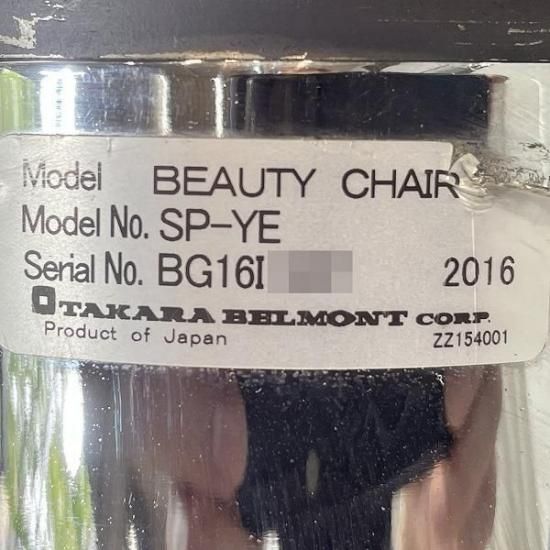 Model BEAUTY CHAIR
Model No. SP-YE
Serial No. BG16I 2016
TAKARA BELMONT CORP.
Product of Japan ZZ154001